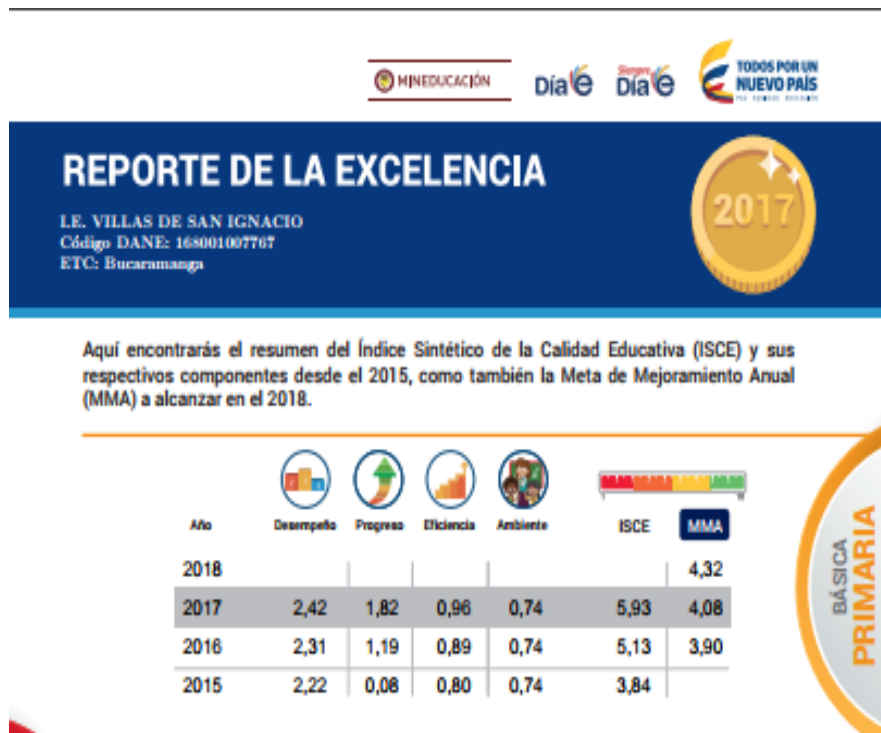 MINEDUCACIÓN
Día e
Siempre Día e
TODOS POR UN
NUEVO PAÍS
REPORTE DE LA EXCELENCIA
2017
I.E. VILLAS DE SAN IGNACIO
Código DANE: 168001007767
ETC: Bucaramanga
Aquí encontrarás el resumen del Índice Sintético de la Calidad Educativa (ISCE) y sus
respectivos componentes desde el 2015, como también la Meta de Mejoramiento Anual
(MMA) a alcanzar en el 2018.
Año Desempeño Progreso Eficiencia Ambiente ISCE MMA
2018 4,32
2017 2,42 1,82 0,96 0,74 5,93 4,08
2016 2,31 1,19 0,89 0,74 5,13 3,90
2015 2,22 0,08 0,80 0,74 3,84
BÁSICA
PRIMARIA